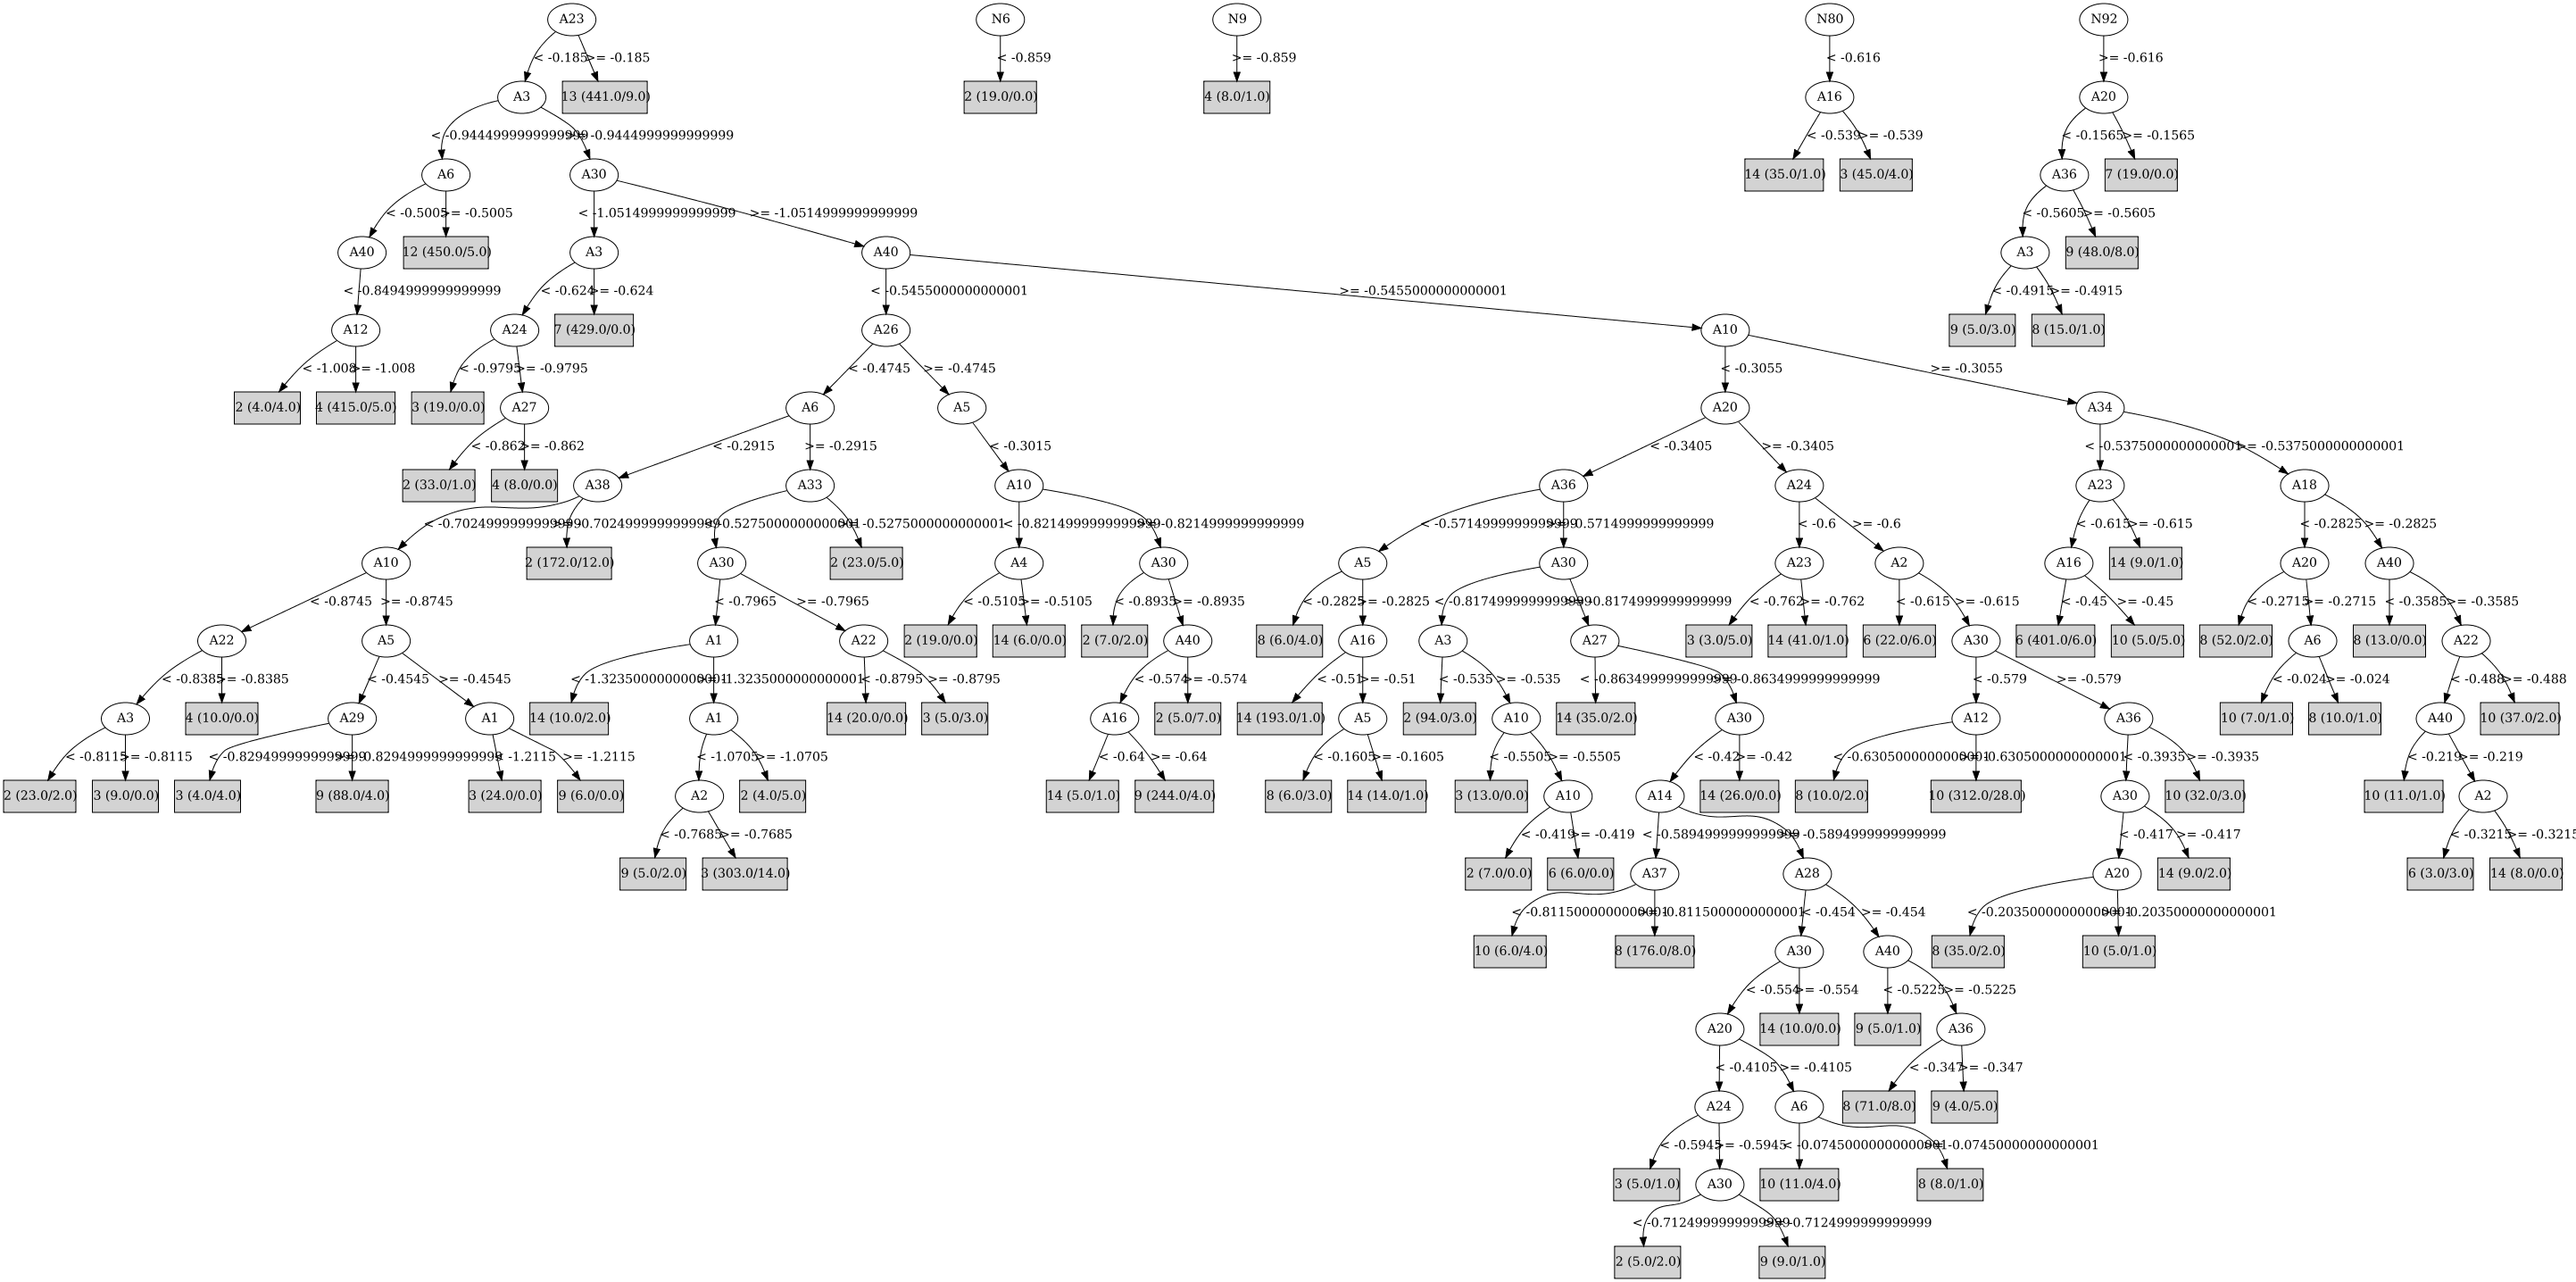 A23
N6
N9
N80
N92
< -0.185
>= -0.185
< -0.859
>= -0.859
< -0.616
>= -0.616
A3
13 (441.0/9.0)
2 (19.0/0.0)
4 (8.0/1.0)
A16
A20
< -0.9444999999999999
>= -0.9444999999999999
< -0.539
>= -0.539
< -0.1565
>= -0.1565
A6
A30
14 (35.0/1.0)
3 (45.0/4.0)
A36
7 (19.0/0.0)
< -0.5005
>= -0.5005
< -1.0514999999999999
>= -1.0514999999999999
< -0.5605
>= -0.5605
A40
12 (450.0/5.0)
A3
A40
A3
9 (48.0/8.0)
< -0.8494999999999999
< -0.624
>= -0.624
< -0.5455000000000001
>= -0.5455000000000001
< -0.4915
>= -0.4915
A12
A24
7 (429.0/0.0)
A26
A10
9 (5.0/3.0)
8 (15.0/1.0)
< -1.008
>= -1.008
< -0.9795
>= -0.9795
< -0.4745
>= -0.4745
< -0.3055
>= -0.3055
2 (4.0/4.0)
4 (415.0/5.0)
3 (19.0/0.0)
A27
A6
A5
A20
A34
< -0.862
>= -0.862
< -0.2915
>= -0.2915
< -0.3015
< -0.3405
>= -0.3405
< -0.5375000000000001
>= -0.5375000000000001
2 (33.0/1.0)
4 (8.0/0.0)
A38
A33
A10
A36
A24
A23
A18
< -0.7024999999999999
>= -0.7024999999999999
< -0.5275000000000001
>= -0.5275000000000001
< -0.8214999999999999
>= -0.8214999999999999
< -0.5714999999999999
>= -0.5714999999999999
< -0.6
>= -0.6
< -0.615
>= -0.615
< -0.2825
>= -0.2825
A10
2 (172.0/12.0)
A30
2 (23.0/5.0)
A4
A30
A5
A30
A23
A2
A16
14 (9.0/1.0)
A20
A40
< -0.8745
>= -0.8745
< -0.7965
>= -0.7965
< -0.5105
>= -0.5105
< -0.8935
>= -0.8935
< -0.2825
>= -0.2825
< -0.8174999999999999
>= -0.8174999999999999
< -0.762
>= -0.762
< -0.615
>= -0.615
< -0.45
>= -0.45
< -0.2715
>= -0.2715
< -0.3585
>= -0.3585
A22
A5
A1
A22
2 (19.0/0.0)
14 (6.0/0.0)
2 (7.0/2.0)
A40
8 (6.0/4.0)
A16
A3
A27
3 (3.0/5.0)
14 (41.0/1.0)
6 (22.0/6.0)
A30
6 (401.0/6.0)
10 (5.0/5.0)
8 (52.0/2.0)
A6
8 (13.0/0.0)
A22
< -0.8385
>= -0.8385
< -0.4545
>= -0.4545
< -1.3235000000000001
>= -1.3235000000000001
< -0.8795
>= -0.8795
< -0.574
>= -0.574
< -0.51
>= -0.51
< -0.535
>= -0.535
< -0.8634999999999999
>= -0.8634999999999999
< -0.579
>= -0.579
< -0.024
>= -0.024
< -0.488
>= -0.488
A3
4 (10.0/0.0)
A29
A1
14 (10.0/2.0)
A1
14 (20.0/0.0)
3 (5.0/3.0)
A16
2 (5.0/7.0)
14 (193.0/1.0)
A5
2 (94.0/3.0)
A10
14 (35.0/2.0)
A30
A12
A36
10 (7.0/1.0)
8 (10.0/1.0)
A40
10 (37.0/2.0)
< -0.8115
>= -0.8115
< -0.8294999999999999
>= -0.8294999999999999
< -1.2115
>= -1.2115
< -1.0705
>= -1.0705
< -0.64
>= -0.64
< -0.1605
>= -0.1605
< -0.5505
>= -0.5505
< -0.42
>= -0.42
< -0.6305000000000001
>= -0.6305000000000001
< -0.3935
>= -0.3935
< -0.219
>= -0.219
2 (23.0/2.0)
3 (9.0/0.0)
3 (4.0/4.0)
9 (88.0/4.0)
3 (24.0/0.0)
9 (6.0/0.0)
A2
2 (4.0/5.0)
14 (5.0/1.0)
9 (244.0/4.0)
8 (6.0/3.0)
14 (14.0/1.0)
3 (13.0/0.0)
A10
A14
14 (26.0/0.0)
8 (10.0/2.0)
10 (312.0/28.0)
A30
10 (32.0/3.0)
10 (11.0/1.0)
A2
< -0.7685
>= -0.7685
< -0.419
>= -0.419
< -0.5894999999999999
>= -0.5894999999999999
< -0.417
>= -0.417
< -0.3215
>= -0.3215
9 (5.0/2.0)
3 (303.0/14.0)
2 (7.0/0.0)
6 (6.0/0.0)
A37
A28
A20
14 (9.0/2.0)
6 (3.0/3.0)
14 (8.0/0.0)
< -0.8115000000000001
>= -0.8115000000000001
< -0.454
>= -0.454
< -0.20350000000000001
>= -0.20350000000000001
10 (6.0/4.0)
8 (176.0/8.0)
A30
A40
8 (35.0/2.0)
10 (5.0/1.0)
< -0.554
>= -0.554
< -0.5225
>= -0.5225
A20
14 (10.0/0.0)
9 (5.0/1.0)
A36
< -0.4105
>= -0.4105
< -0.347
>= -0.347
A24
A6
8 (71.0/8.0)
9 (4.0/5.0)
< -0.5945
>= -0.5945
< -0.07450000000000001
>= -0.07450000000000001
3 (5.0/1.0)
A30
10 (11.0/4.0)
8 (8.0/1.0)
< -0.7124999999999999
>= -0.7124999999999999
2 (5.0/2.0)
9 (9.0/1.0)